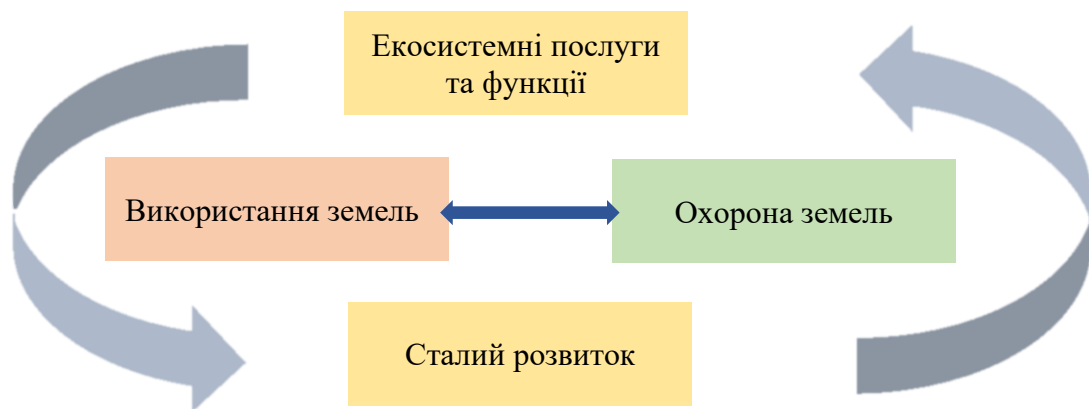 Екосистемні послуги
та функції
Використання земель
Охорона земель
Сталий розвиток